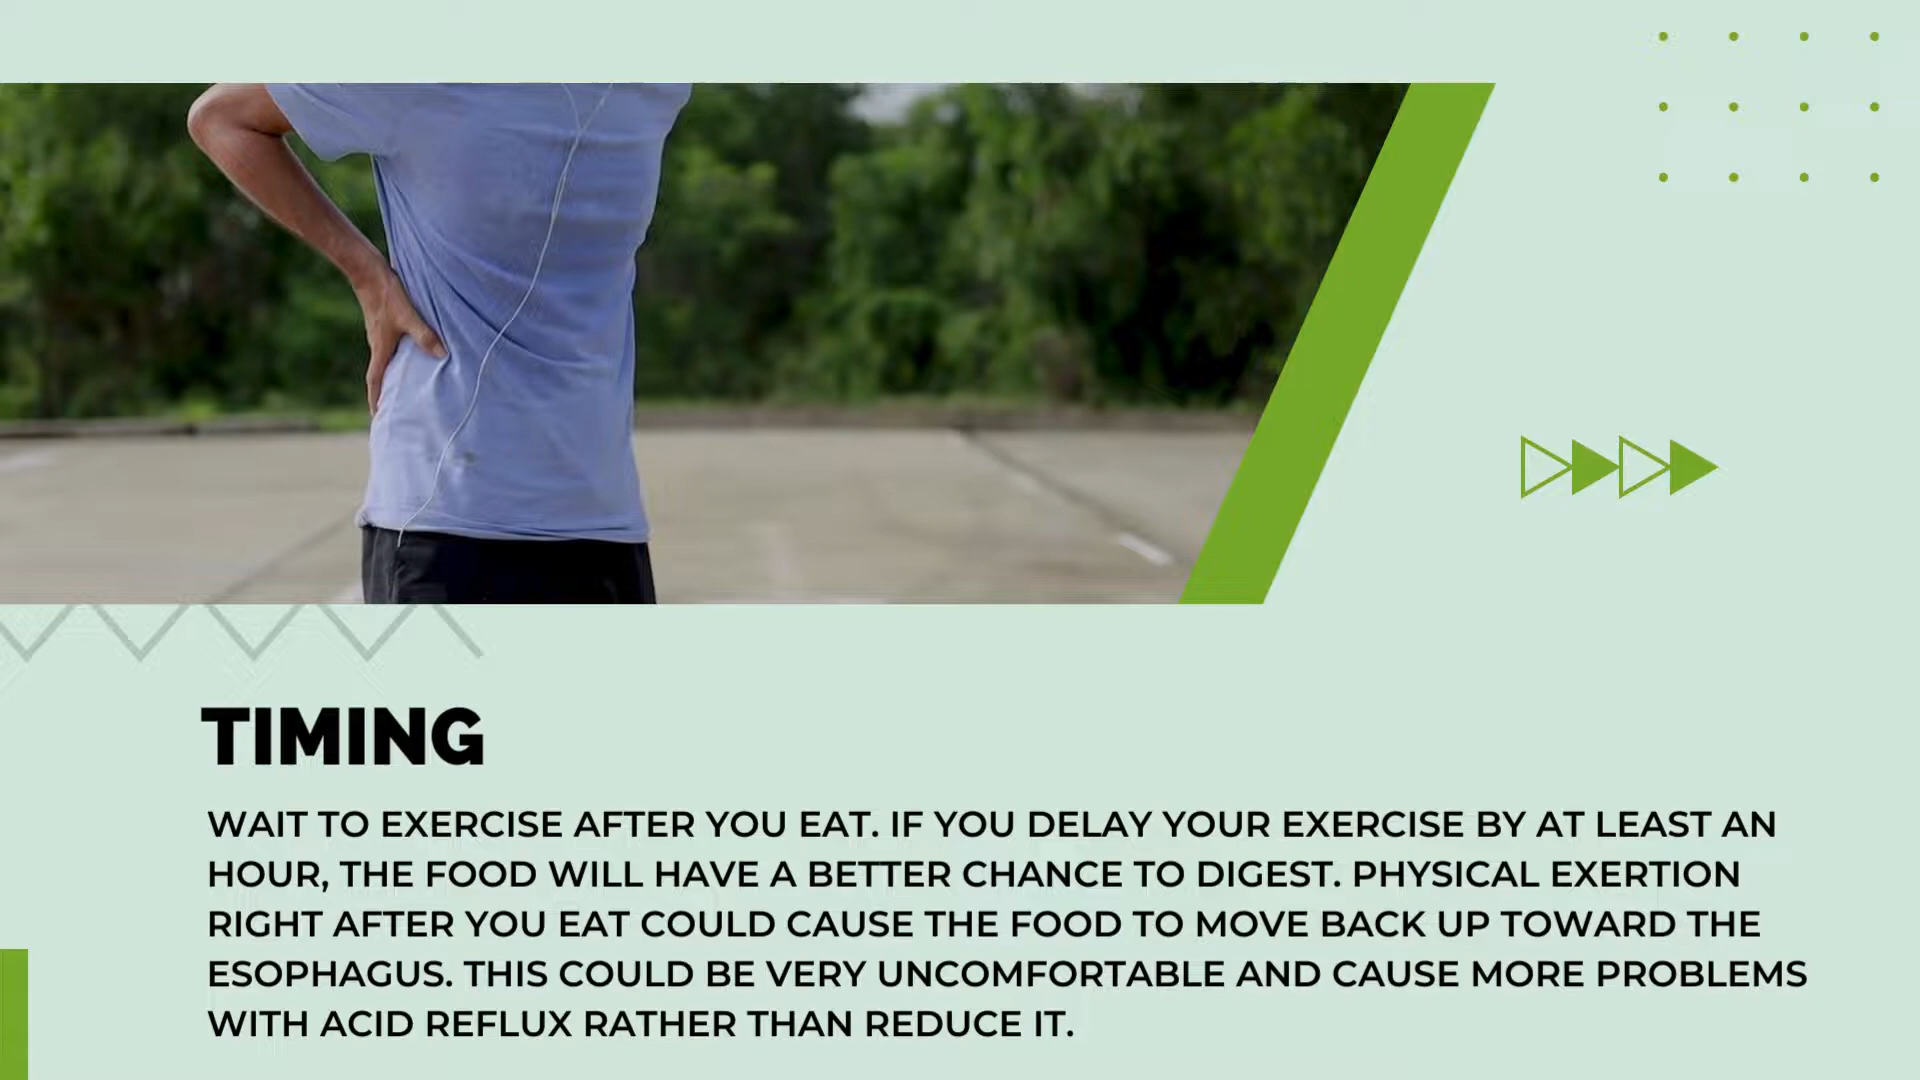 TIMING
WAIT TO EXERCISE AFTER YOU EAT. IF YOU DELAY YOUR EXERCISE BY AT LEAST AN
HOUR, THE FOOD WILL HAVE A BETTER CHANCE TO DIGEST. PHYSICAL EXERTION
RIGHT AFTER YOU EAT COULD CAUSE THE FOOD TO MOVE BACK UP TOWARD THE
ESOPHAGUS. THIS COULD BE VERY UNCOMFORTABLE AND CAUSE MORE PROBLEMS
WITH ACID REFLUX RATHER THAN REDUCE IT.